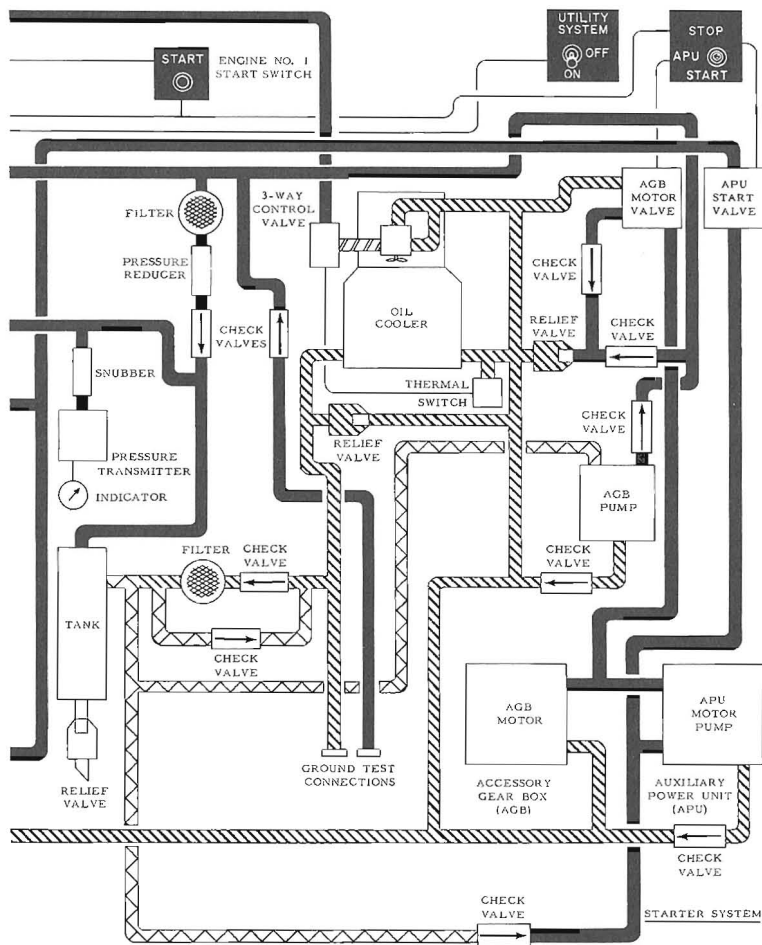 UTILITY
SYSTEM
OFF
ON
STOP
APU
START
START
ENGINE NO. 1
START SWITCH
FILTER
3-WAY
CONTROL
VALVE
AGB
MOTOR
VALVE
APU
START
VALVE
PRESSURE
REDUCER
CHECK
VALVE
OIL
COOLER
RELIEF
VALVE
CHECK
VALVE
CHECK
VALVES
SNUBBER
THERMAL
SWITCH
CHECK
VALVE
RELIEF
VALVE
PRESSURE
TRANSMITTER
INDICATOR
AGB
PUMP
FILTER
CHECK
VALVE
CHECK
VALVE
TANK
CHECK
VALVE
AGB
MOTOR
APU
MOTOR
PUMP
RELIEF
VALVE
GROUND TEST
CONNECTIONS
ACCESSORY
GEAR BOX
(AGB)
AUXILIARY
POWER UNIT
(APU)
CHECK
VALVE
CHECK
VALVE
STARTER SYSTEM